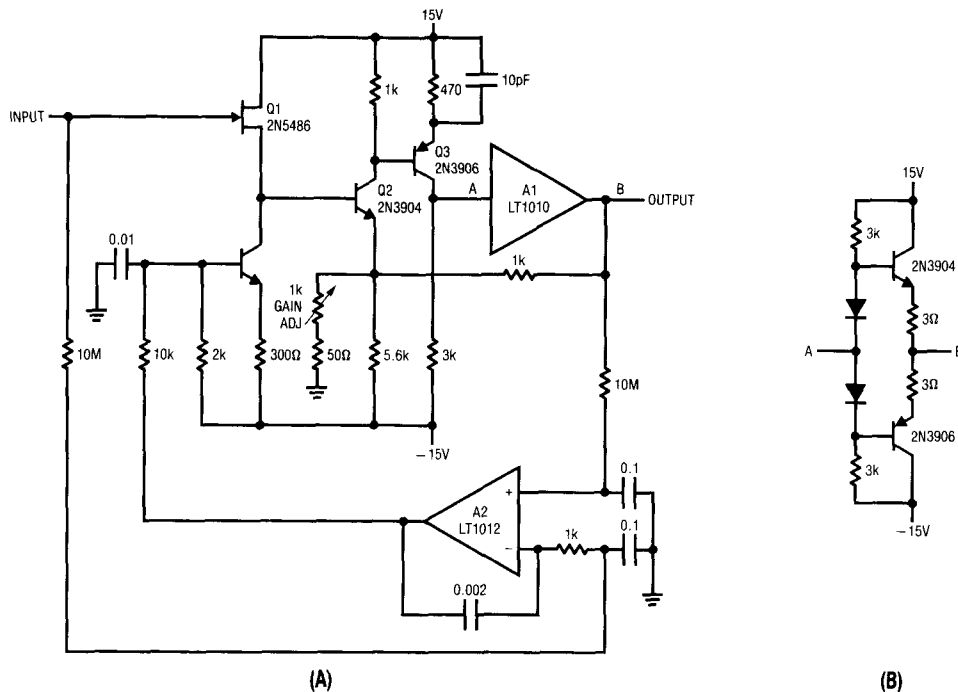 15V
1k
470
10pF
INPUT
Q1
2N5486
Q3
2N3906
Q2
2N3904
A
A1
LT1010
B
OUTPUT
0.01
1k
GAIN
ADJ
1k
10M
10k
2k
300Ω
50Ω
5.6k
3k
10M
–15V
A2
LT1012
+
–
1k
0.1
0.1
0.002
(A)
15V
3k
2N3904
3Ω
A
B
3Ω
2N3906
3k
–15V
(B)